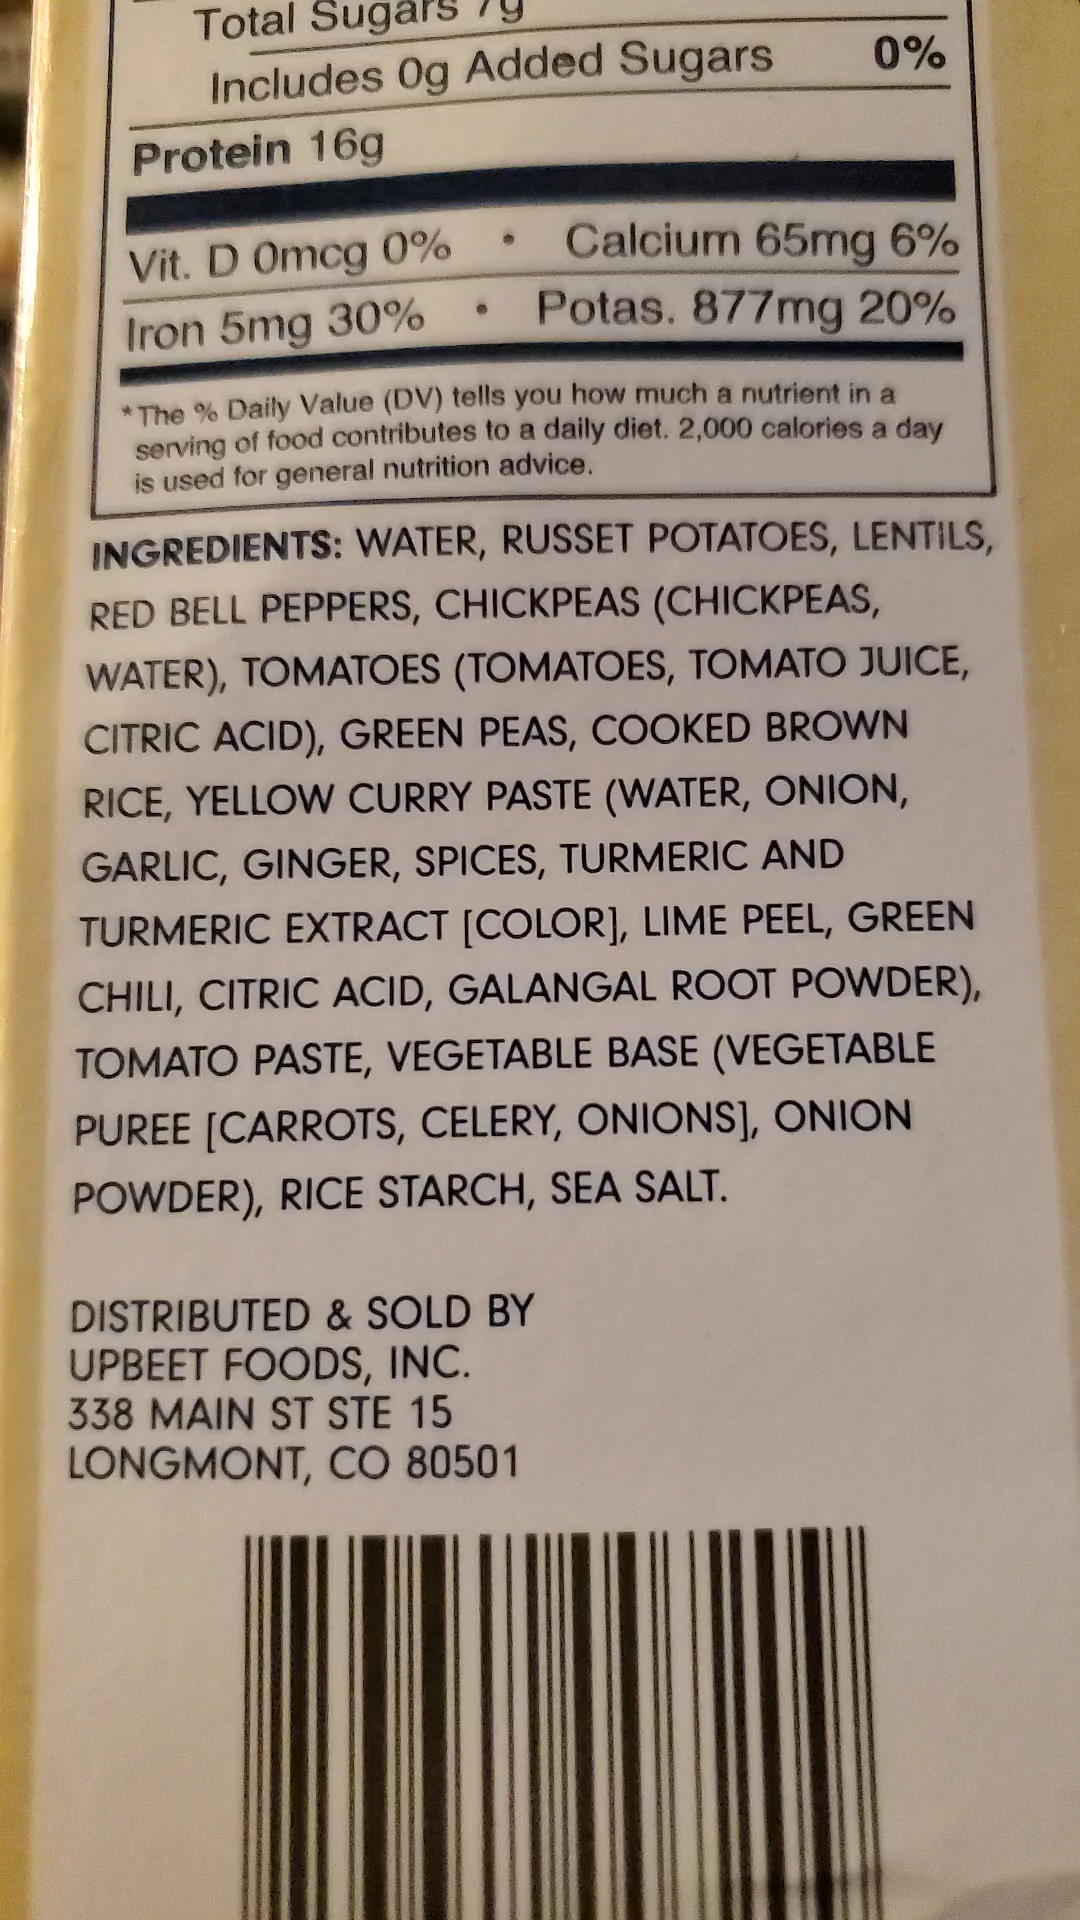 Total Sugars 7g
Includes 0g Added Sugars 0%
Protein 16g
Vit. D 0mcg 0% • Calcium 65mg 6%
Iron 5mg 30% • Potas. 877mg 20%
*The % Daily Value (DV) tells you how much a nutrient in a
serving of food contributes to a daily diet. 2,000 calories a day
is used for general nutrition advice.
INGREDIENTS: WATER, RUSSET POTATOES, LENTILS,
RED BELL PEPPERS, CHICKPEAS (CHICKPEAS,
WATER), TOMATOES (TOMATOES, TOMATO JUICE,
CITRIC ACID), GREEN PEAS, COOKED BROWN
RICE, YELLOW CURRY PASTE (WATER, ONION,
GARLIC, GINGER, SPICES, TURMERIC AND
TURMERIC EXTRACT [COLOR], LIME PEEL, GREEN
CHILI, CITRIC ACID, GALANGAL ROOT POWDER),
TOMATO PASTE, VEGETABLE BASE (VEGETABLE
PUREE [CARROTS, CELERY, ONIONS], ONION
POWDER), RICE STARCH, SEA SALT.
DISTRIBUTED & SOLD BY
UPBEET FOODS, INC.
338 MAIN ST STE 15
LONGMONT, CO 80501